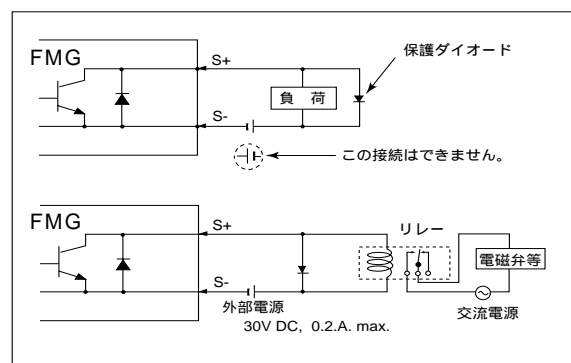 FMG
S+
S-
負 荷
保護ダイオード
この接続はできません。
FMG
S+
S-
外部電源
30V DC, 0.2.A. max.
リレー
電磁弁等
交流電源